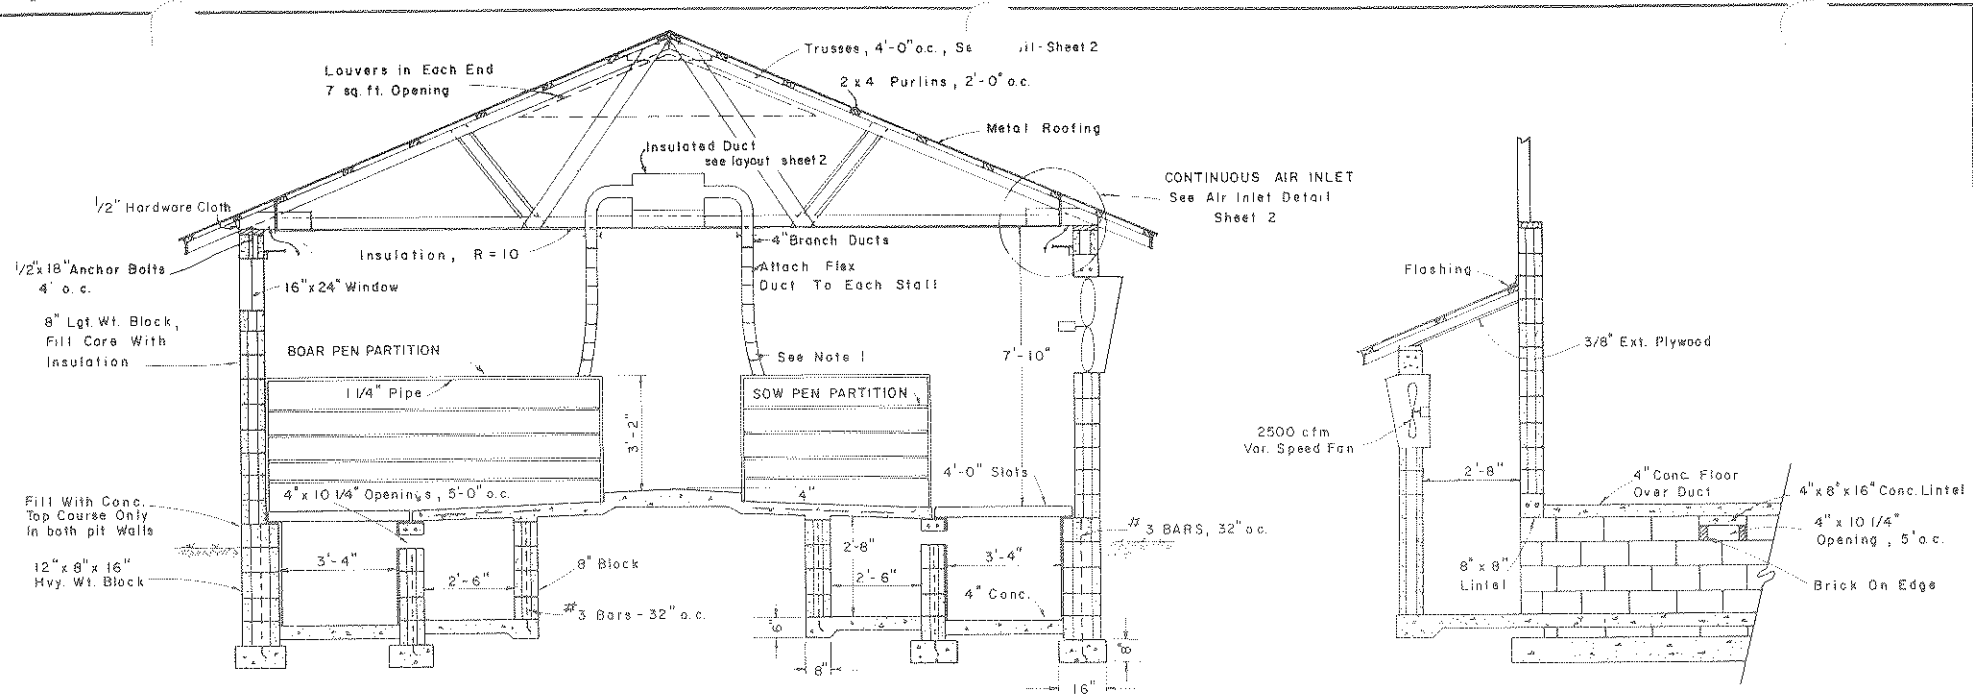 Trusses, 4'-0" o.c., Se
il-Sheet 2
Louvers in Each End
7 sq. ft. Opening
2 x 4 Purlins, 2'-0" o.c.
Metal Roofing
Insulated Duct
see layout sheet 2
CONTINUOUS AIR INLET
See Air Inlet Detail
Sheet 2
1/2" Hardware Cloth
4" Branch Ducts
Insulation, R = 10
1/2" x 18" Anchor Bolts
4' o.c.
Attach Flex
Duct To Each Stall
16" x 24" Window
8" Lgt. Wt. Block,
Fill Core With
Insulation
BOAR PEN PARTITION
See Note 1
7'-10"
1 1/4" Pipe
SOW PEN PARTITION
3'-2"
4'-0" Slats
4" x 10 1/4" Openings, 5'-0" o.c.
4"
Fill With Conc.
Top Course Only
In both pit Walls
# 3 BARS, 32" o.c.
12" x 8" x 16"
Hvy. Wt. Block
3'-4"
2'-6"
8" Block
# 3 Bars - 32" o.c.
2'-8"
2'-6"
3'-4"
4" Conc.
6"
8"
8"
16"
Flashing
3/8" Ext. Plywood
2500 cfm
Var. Speed Fan
2'-8"
4" Conc. Floor
Over Duct
4" x 8" x 16" Conc. Lintel
4" x 10 1/4"
Opening, 5' o.c.
8" x 8"
Lintel
Brick On Edge